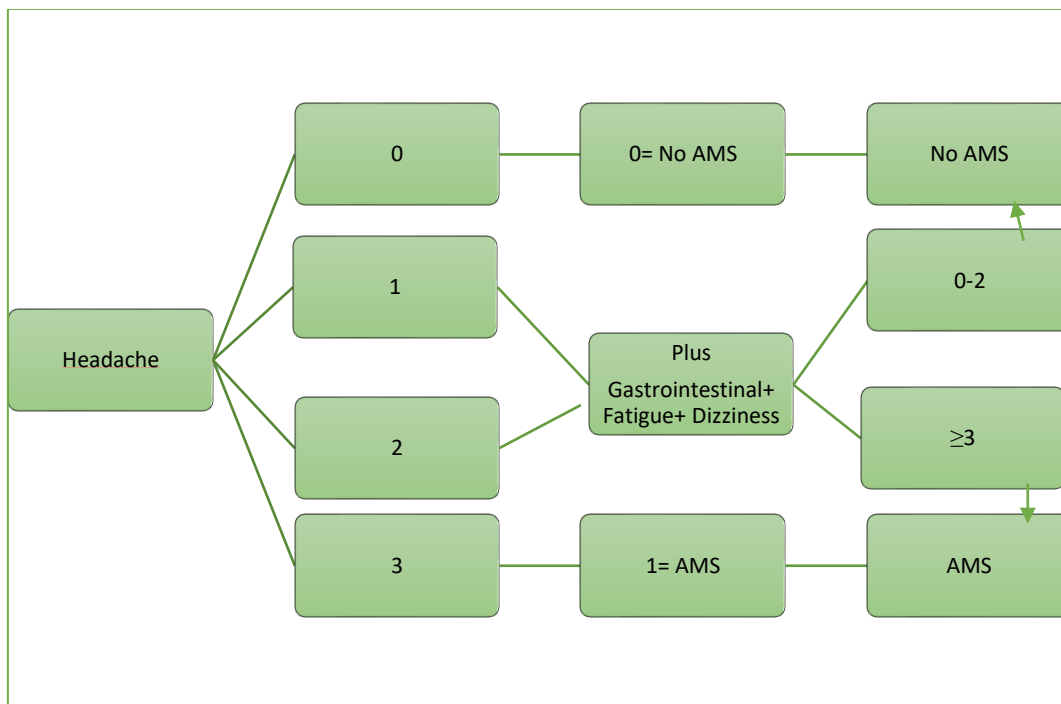 0
0= No AMS
No AMS
1
0-2
Headache
Plus
Gastrointestinal+
Fatigue+ Dizziness
2
≥3
3
1= AMS
AMS